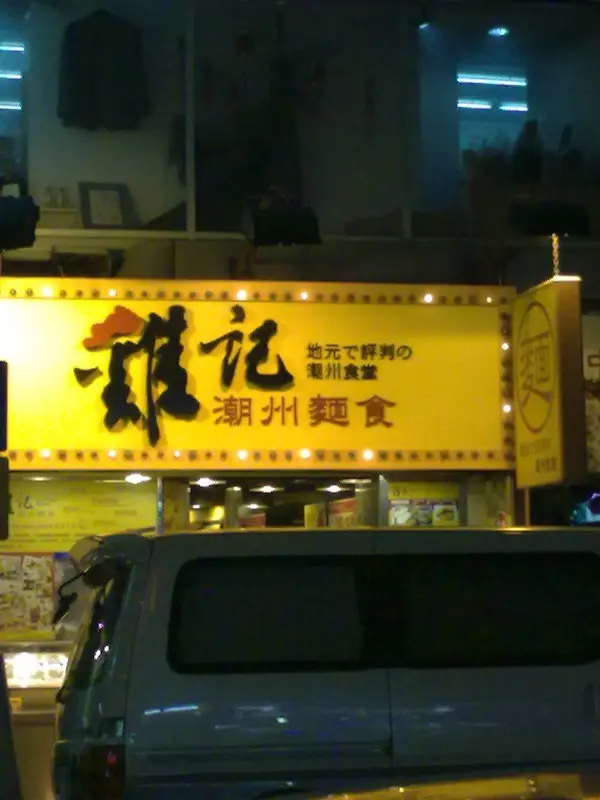 雞記
地元で評判の
潮州食堂
潮州麵食
麵